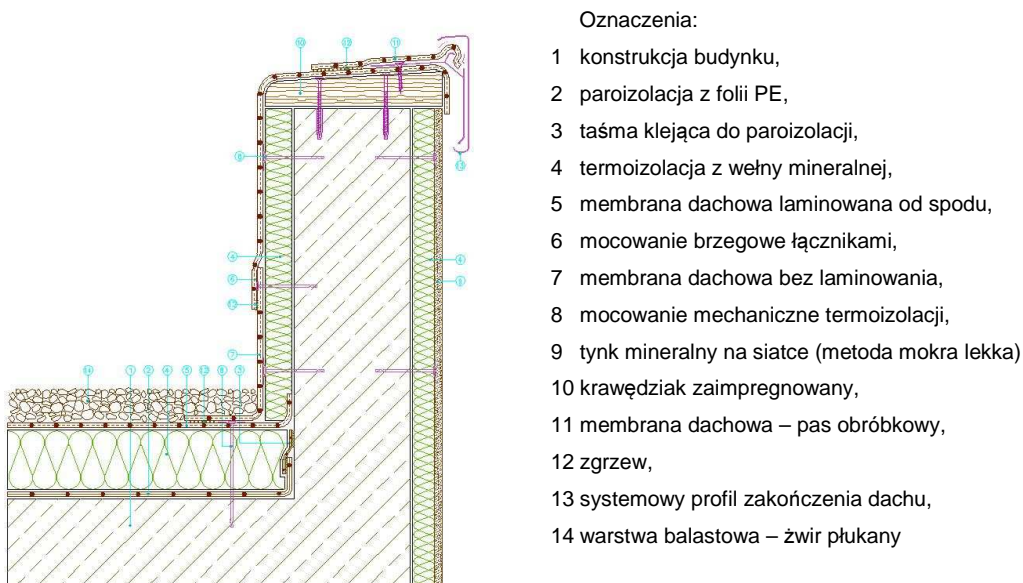 Oznaczenia:
1 konstrukcja budynku,
2 paroizolacja z folii PE,
3 taśma klejąca do paroizolacji,
4 termoizolacja z wełny mineralnej,
5 membrana dachowa laminowana od spodu,
6 mocowanie brzegowe łącznikami,
7 membrana dachowa bez laminowania,
8 mocowanie mechaniczne termoizolacji,
9 tynk mineralny na siatce (metoda mokra lekka)
10 krawędziak zaimpregnowany,
11 membrana dachowa – pas obróbkowy,
12 zgrzew,
13 systemowy profil zakończenia dachu,
14 warstwa balastowa – żwir płukany